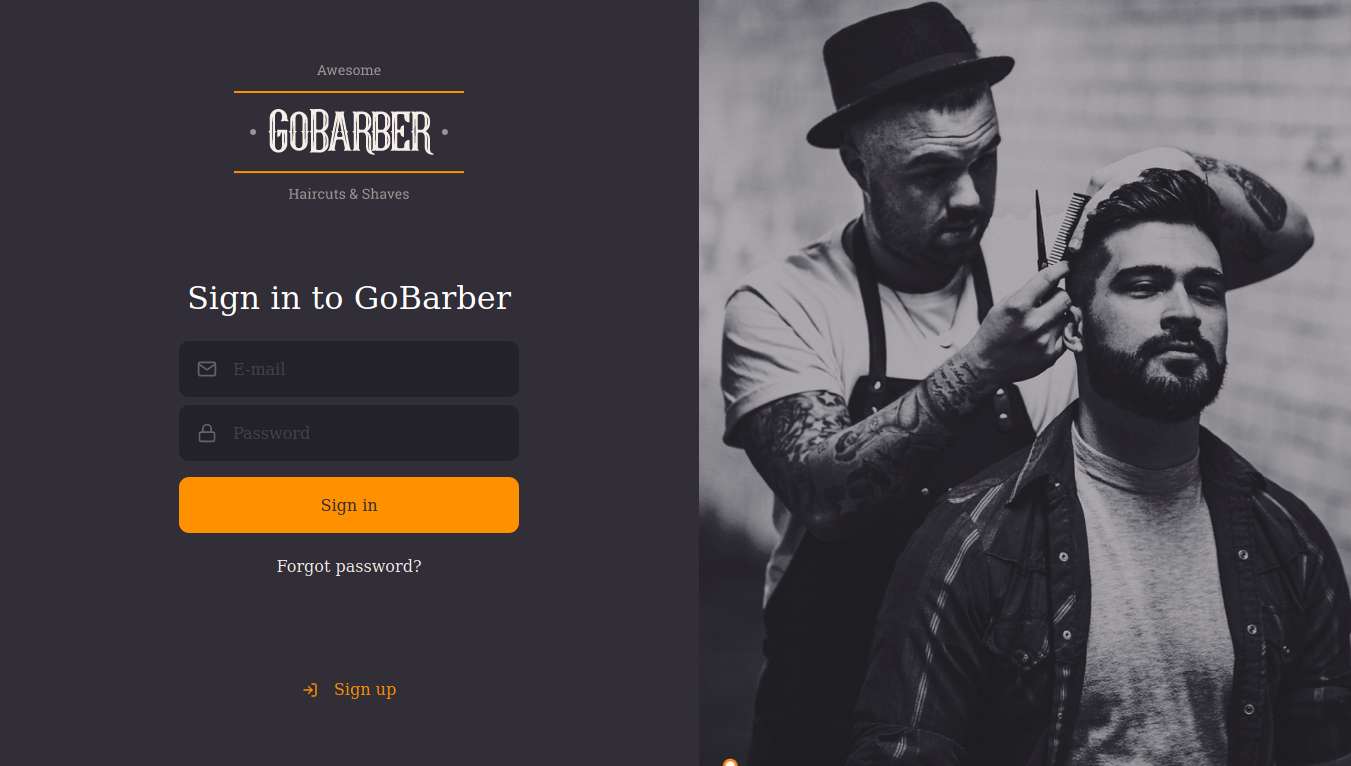 Awesome
GoBARBER
Haircuts & Shaves
Sign in to GoBarber
E-mail
Password
Sign in
Forgot password?
Sign up